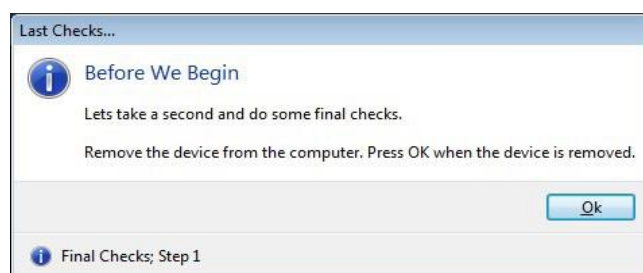 Last Checks...
Before We Begin
Lets take a second and do some final checks.
Remove the device from the computer. Press OK when the device is removed.
Ok
Final Checks; Step 1